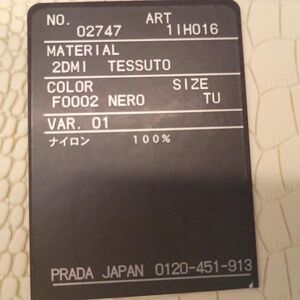 NO. ART
02747 1IH016
MATERIAL
2DMI TESSUTO
COLOR SIZE
F0002 NERO TU
VAR. 01
ナイロン 100%
PRADA JAPAN 0120-451-913